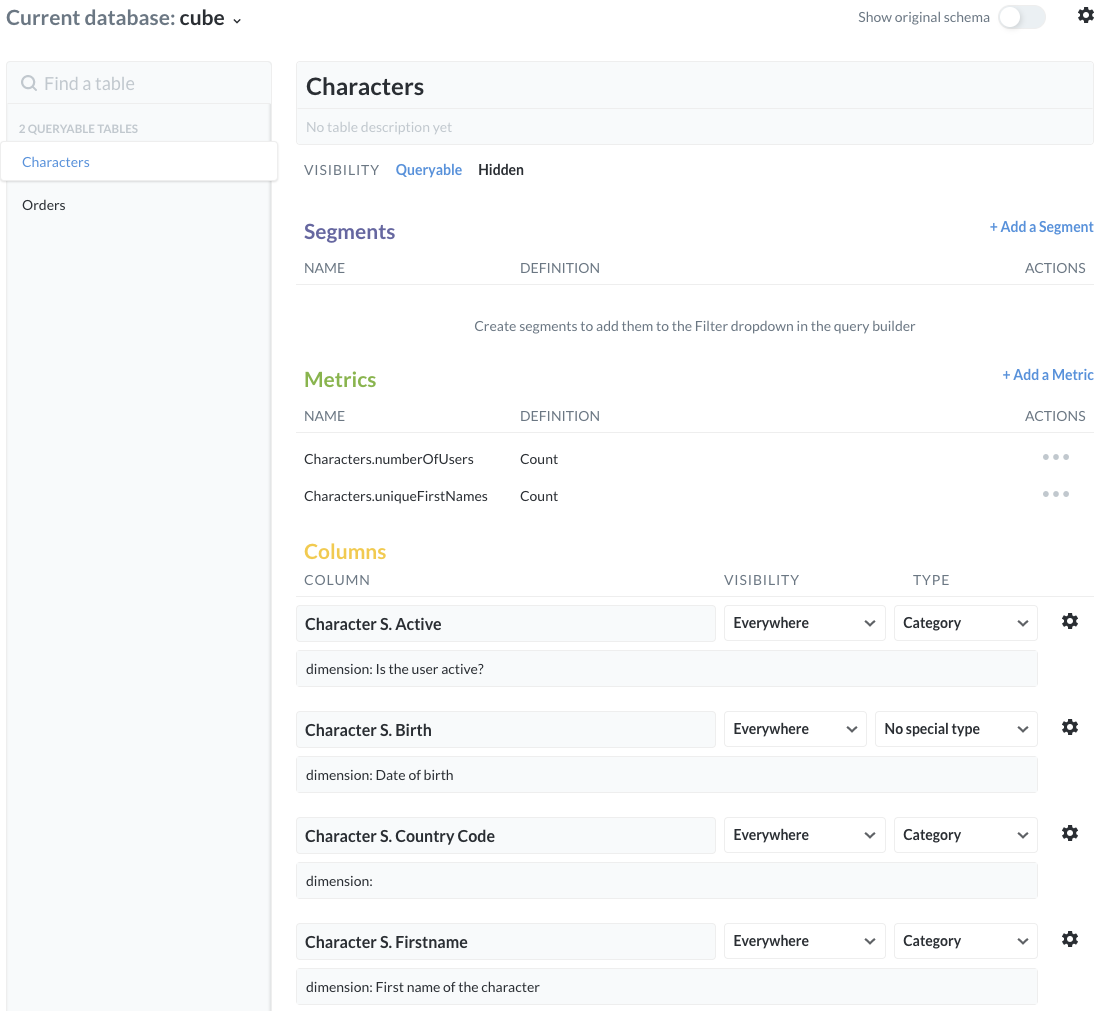 Current database: cube
Show original schema
Find a table
2 QUERYABLE TABLES
Characters
Orders
Characters
No table description yet
VISIBILITY Queryable Hidden
Segments
+ Add a Segment
NAME DEFINITION ACTIONS
Create segments to add them to the Filter dropdown in the query builder
Metrics
+ Add a Metric
NAME DEFINITION ACTIONS
Characters.numberOfUsers Count
Characters.uniqueFirstNames Count
Columns
COLUMN VISIBILITY TYPE
Character S. Active Everywhere Category
dimension: Is the user active?
Character S. Birth Everywhere No special type
dimension: Date of birth
Character S. Country Code Everywhere Category
dimension:
Character S. Firstname Everywhere Category
dimension: First name of the character